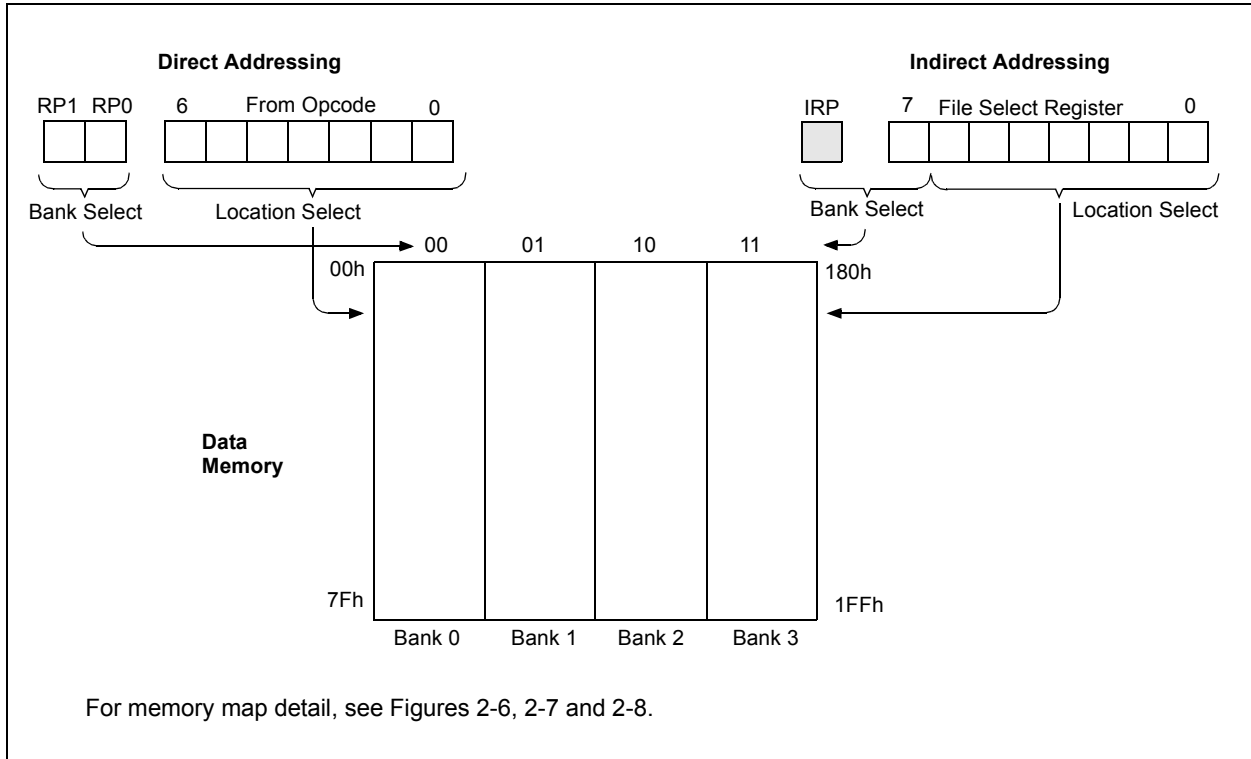 Direct Addressing
RP1 RP0 6 From Opcode 0
Bank Select Location Select
Indirect Addressing
IRP 7 File Select Register 0
Bank Select Location Select
00 01 10 11
00h 180h
Data
Memory
7Fh 1FFh
Bank 0 Bank 1 Bank 2 Bank 3
For memory map detail, see Figures 2-6, 2-7 and 2-8.